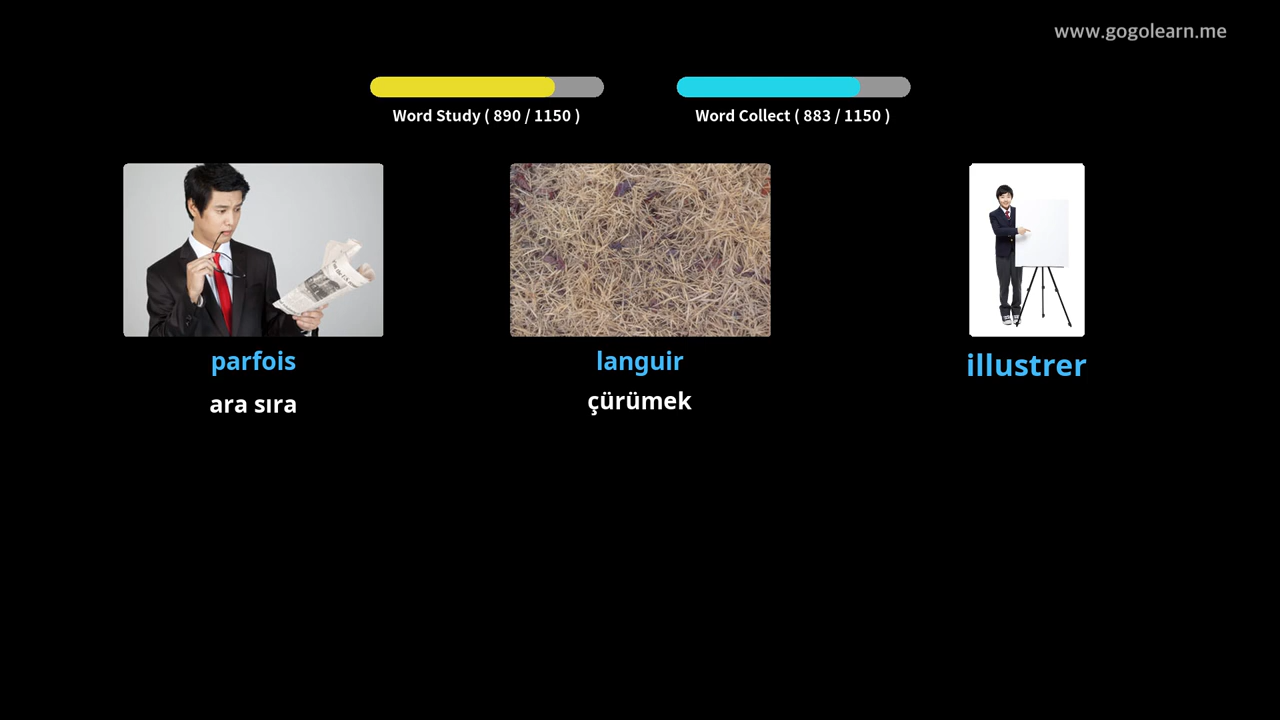 www.gogolearn.me
Word Study ( 890 / 1150 )
Word Collect ( 883 / 1150 )
parfois
ara sıra
languir
çürümek
illustrer